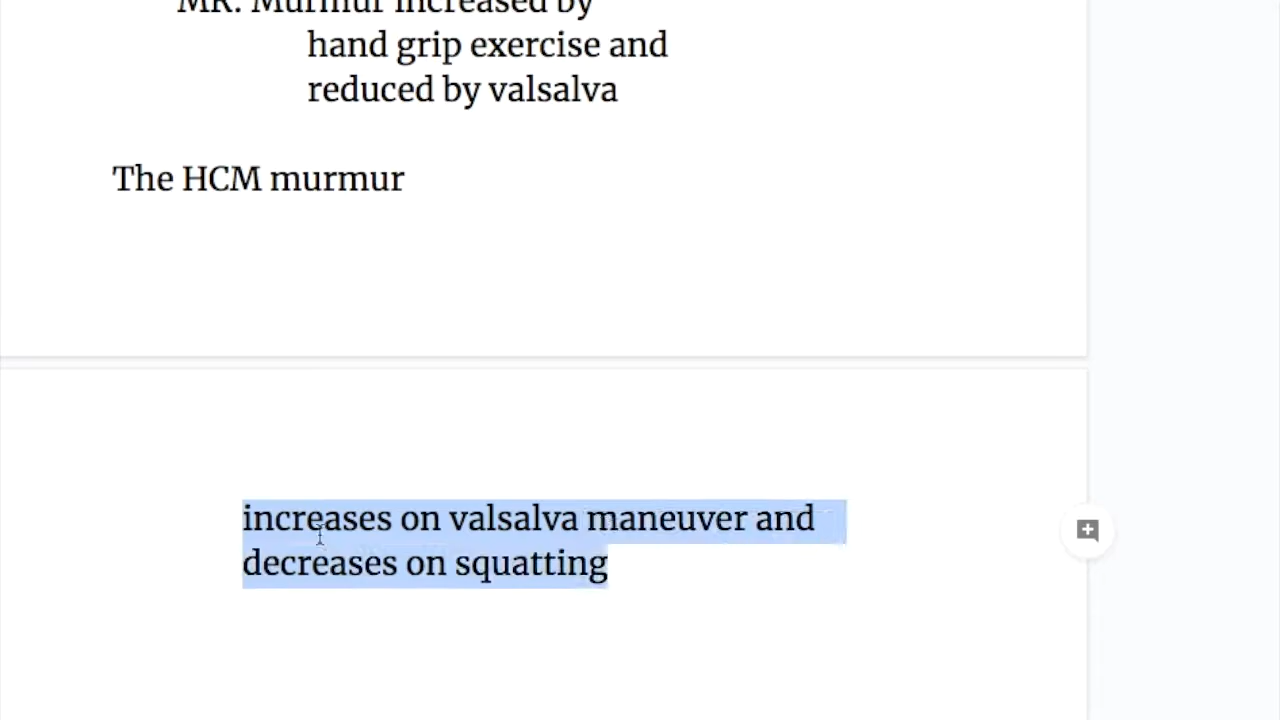 MR. Murmur increased by
hand grip exercise and
reduced by valsalva
The HCM murmur
increases on valsalva maneuver and
decreases on squatting